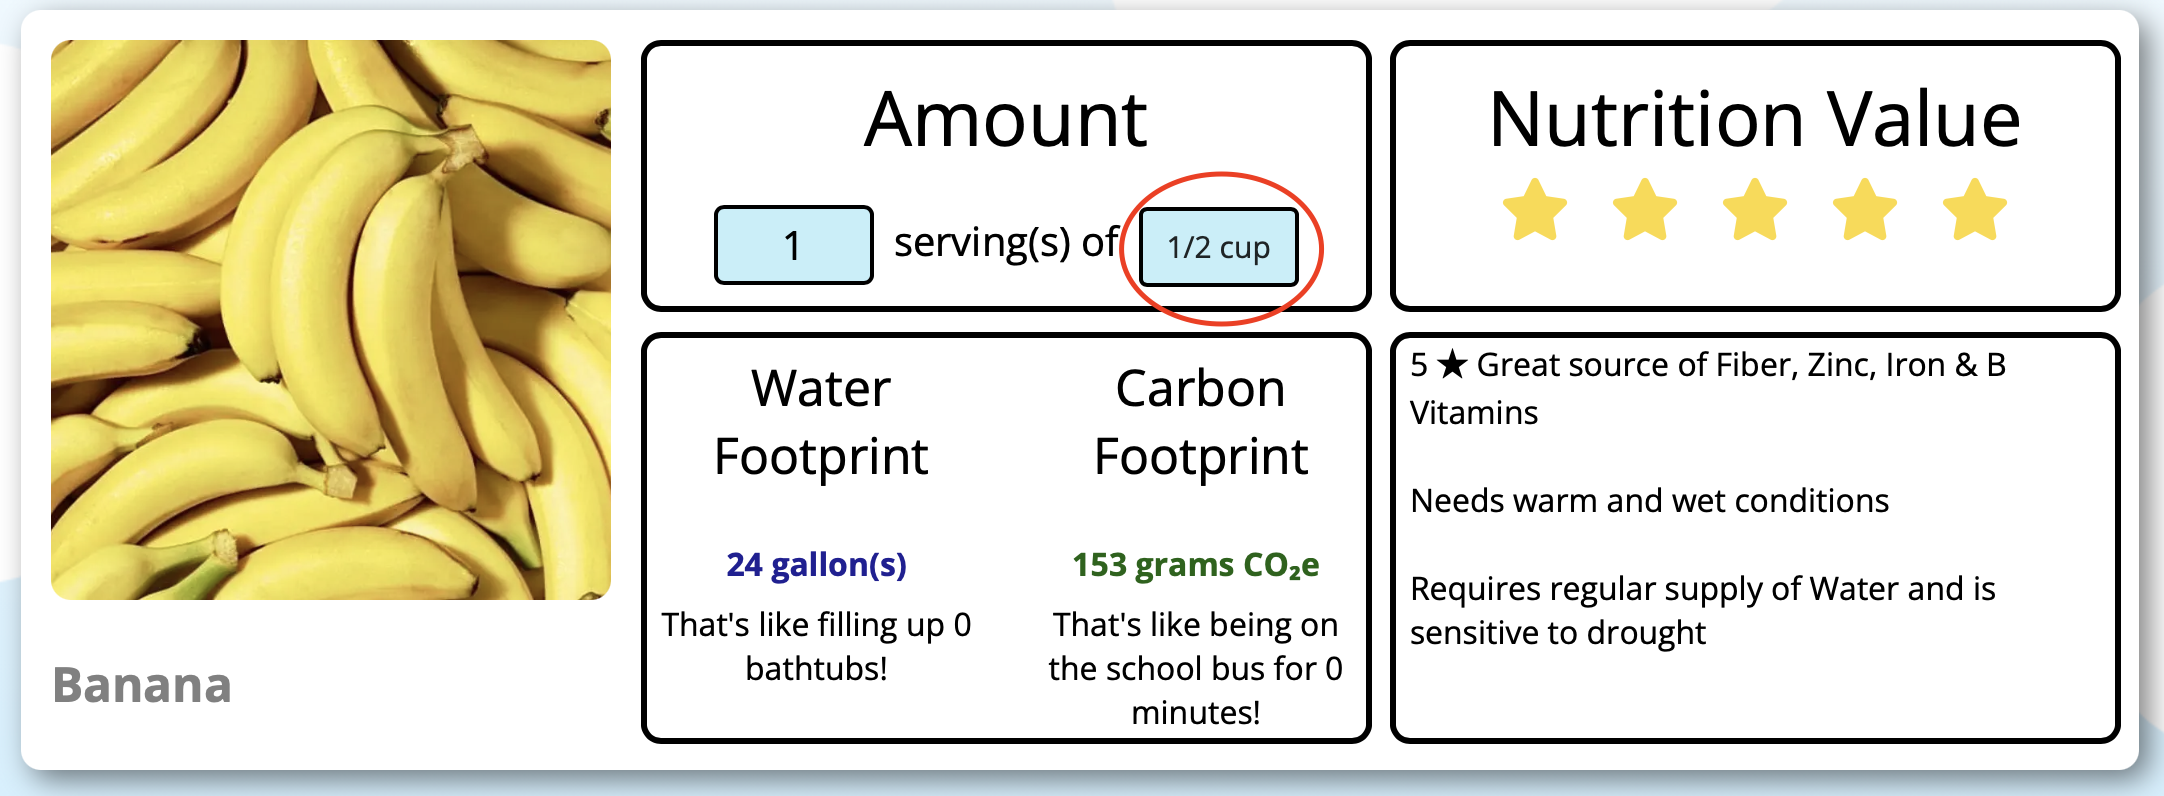 Amount
1 serving(s) of 1/2 cup
Nutrition Value
Water
Footprint
24 gallon(s)
That's like filling up 0
bathtubs!
Carbon
Footprint
153 grams CO₂e
That's like being on
the school bus for 0
minutes!
5 ★ Great source of Fiber, Zinc, Iron & B
Vitamins
Needs warm and wet conditions
Requires regular supply of Water and is
sensitive to drought
Banana